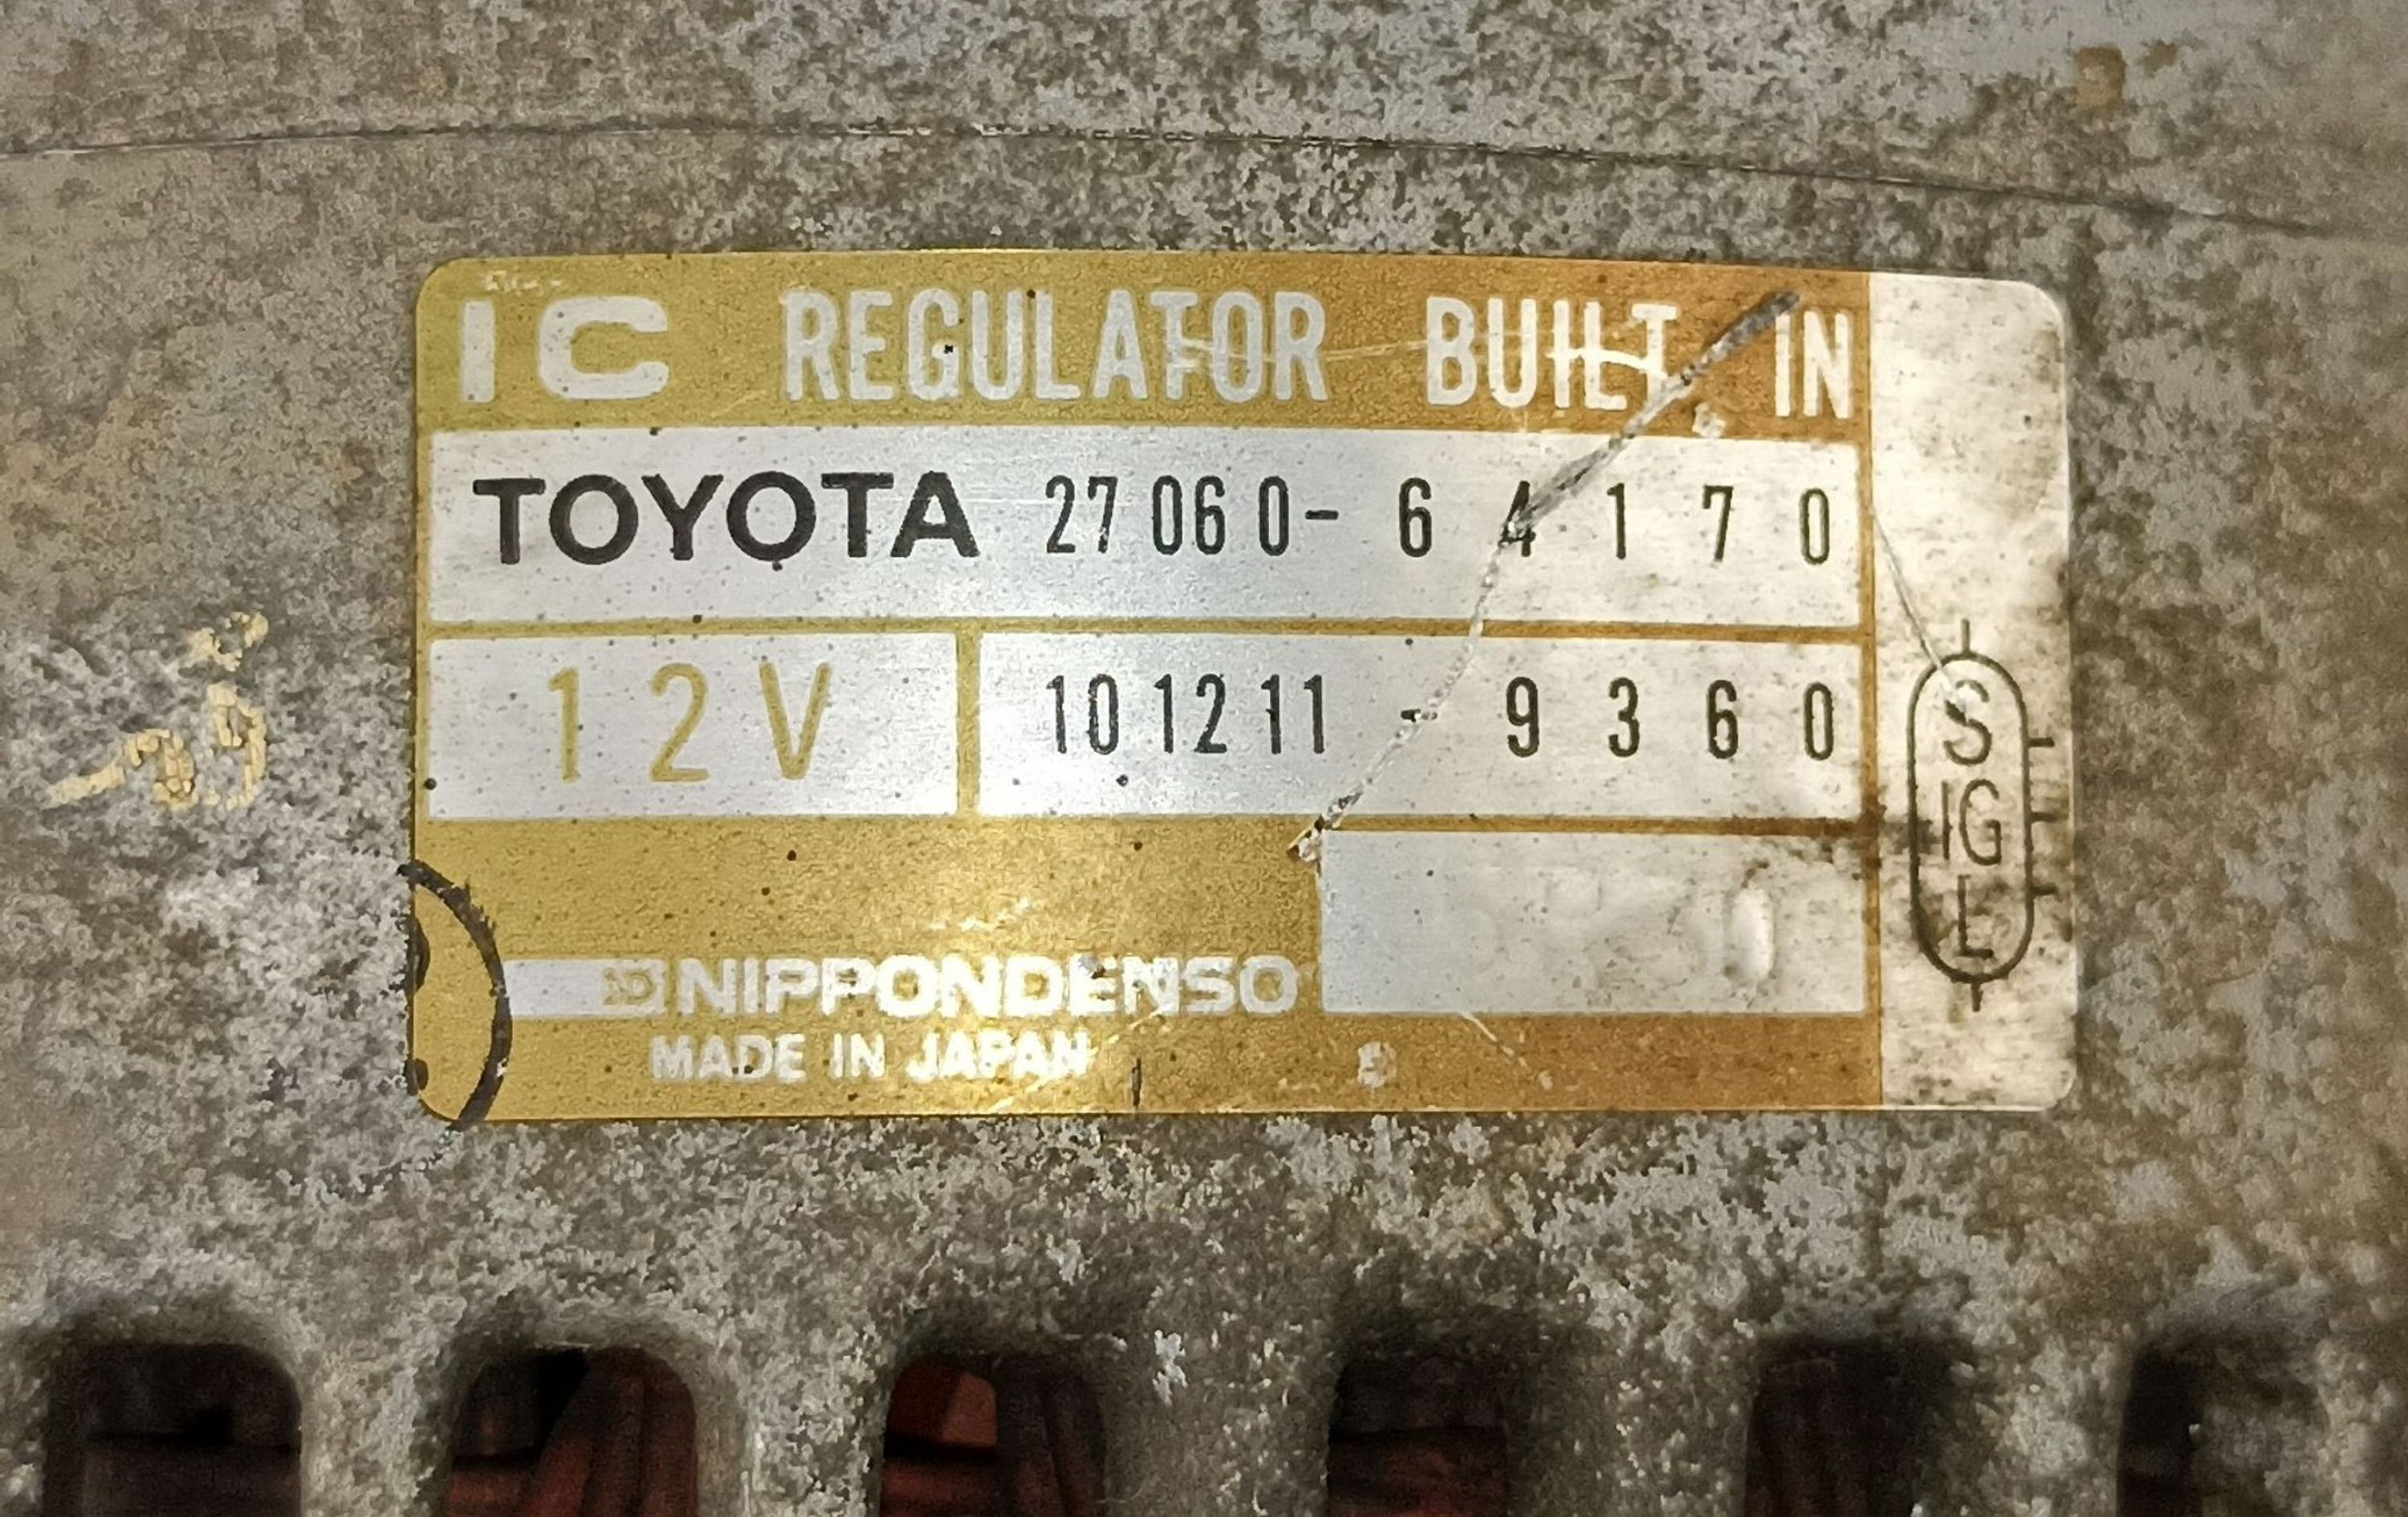 IC REGULATOR BUILT IN
TOYOTA 27060-64170
12V 101211-9360
S
IG
L
NIPPONDENSO
MADE IN JAPAN